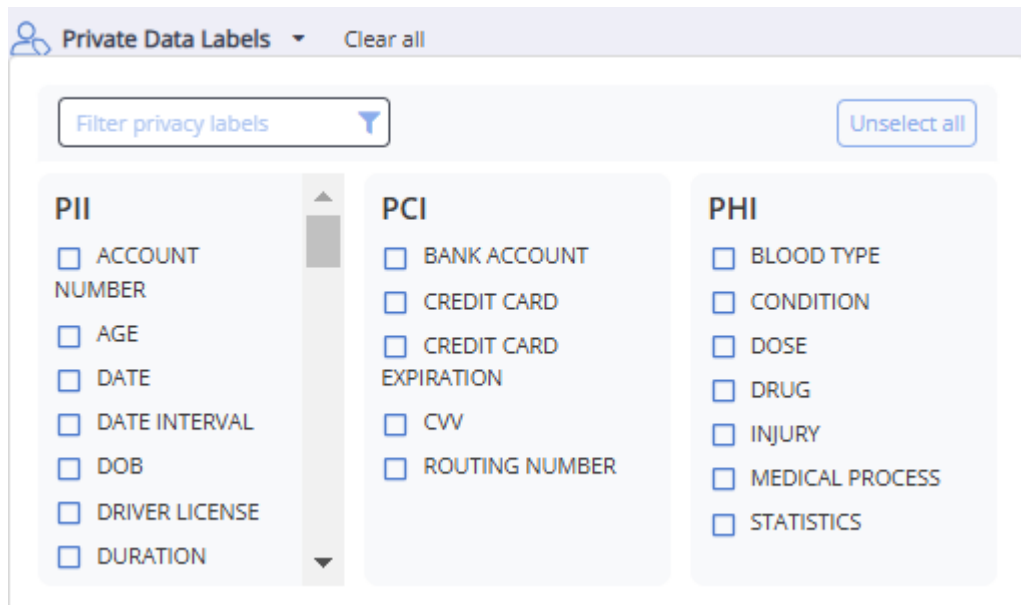 Private Data Labels Clear all
Filter privacy labels Unselect all
PII
ACCOUNT
NUMBER
AGE
DATE
DATE INTERVAL
DOB
DRIVER LICENSE
DURATION
PCI
BANK ACCOUNT
CREDIT CARD
CREDIT CARD
EXPIRATION
CVV
ROUTING NUMBER
PHI
BLOOD TYPE
CONDITION
DOSE
DRUG
INJURY
MEDICAL PROCESS
STATISTICS